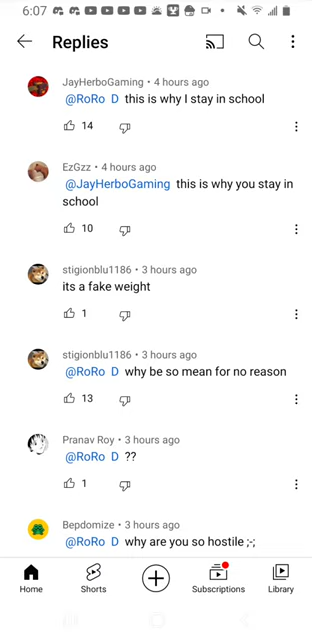 6:07
Replies
JayHerboGaming • 4 hours ago
@RoRo D this is why I stay in school
14
EzGzz • 4 hours ago
@JayHerboGaming this is why you stay in
school
10
stigionblu1186 • 3 hours ago
its a fake weight
1
stigionblu1186 • 3 hours ago
@RoRo D why be so mean for no reason
13
Pranav Roy • 3 hours ago
@RoRo D ??
1
Bepdomize • 3 hours ago
@RoRo D why are you so hostile ;-;
Home Shorts Subscriptions Library